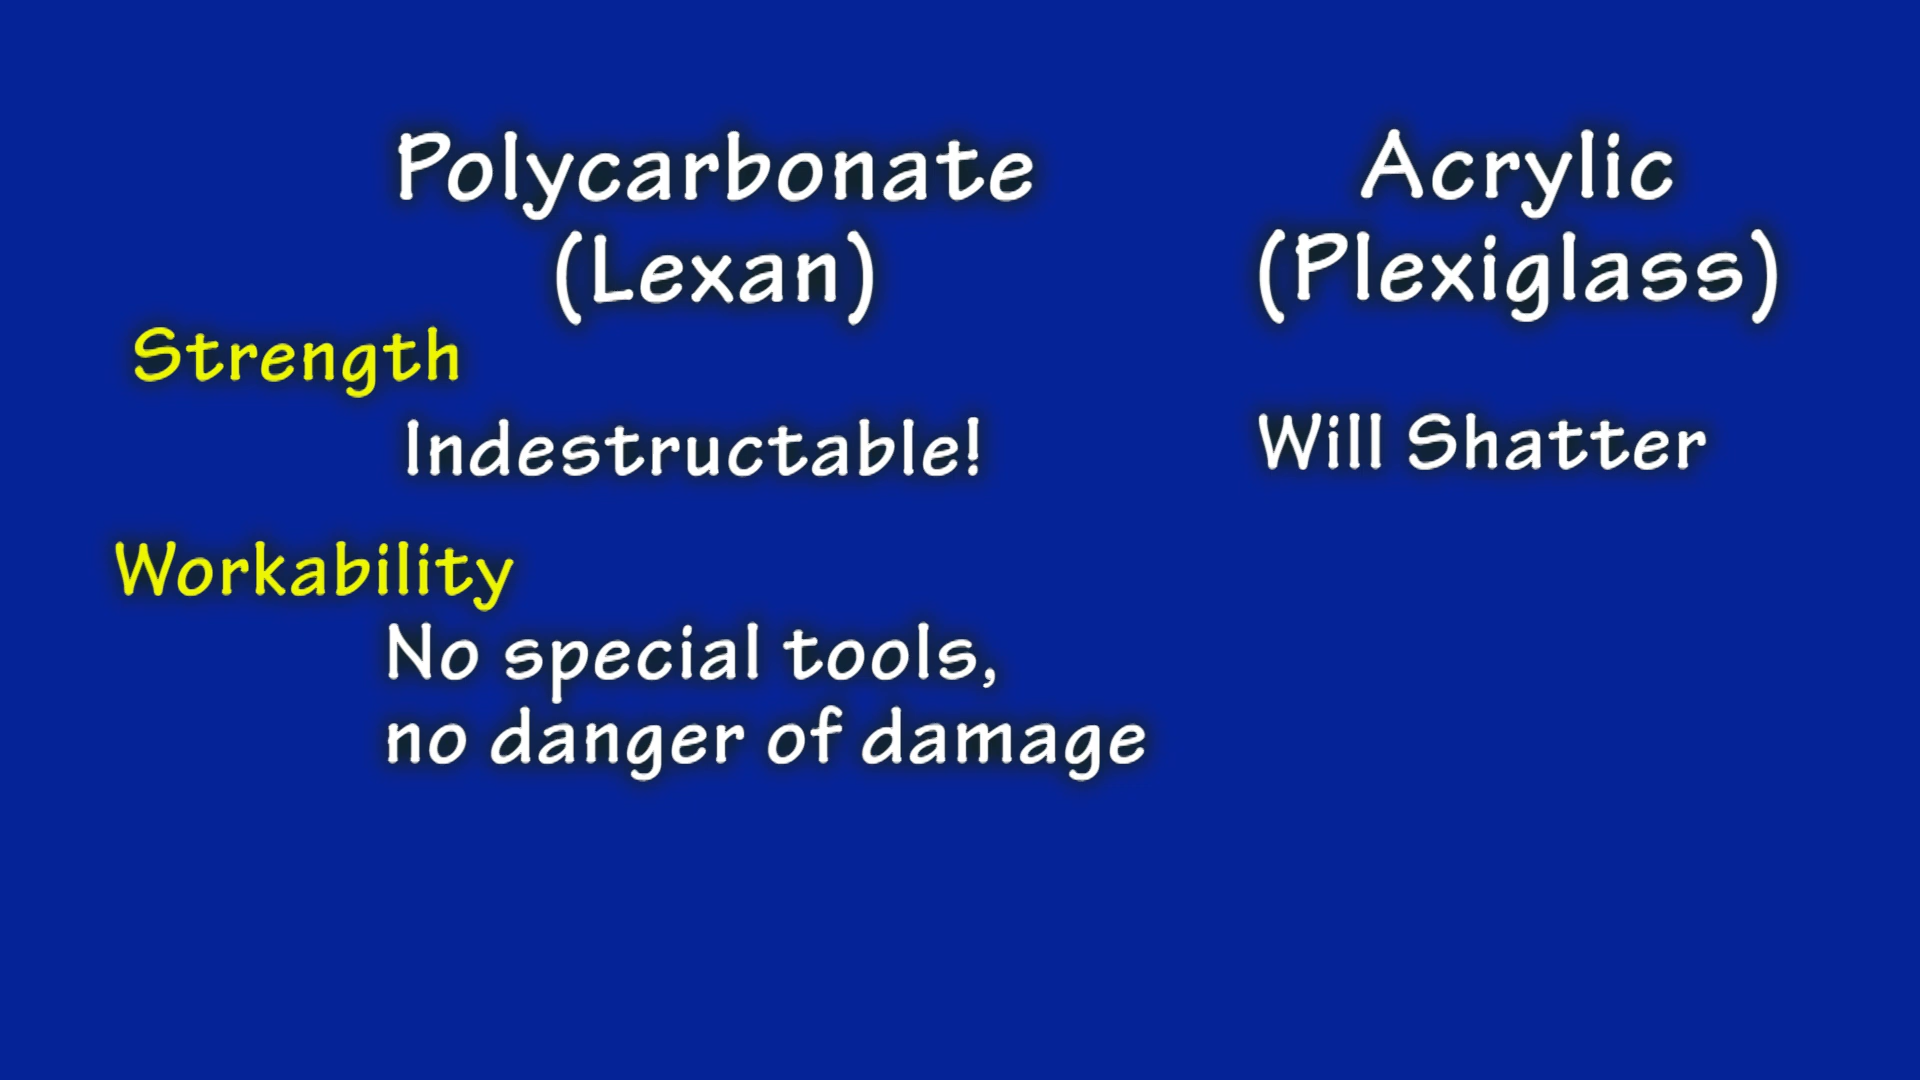 Polycarbonate
(Lexan)
Acrylic
(Plexiglass)
Strength
Indestructable!
Will Shatter
Workability
No special tools,
no danger of damage